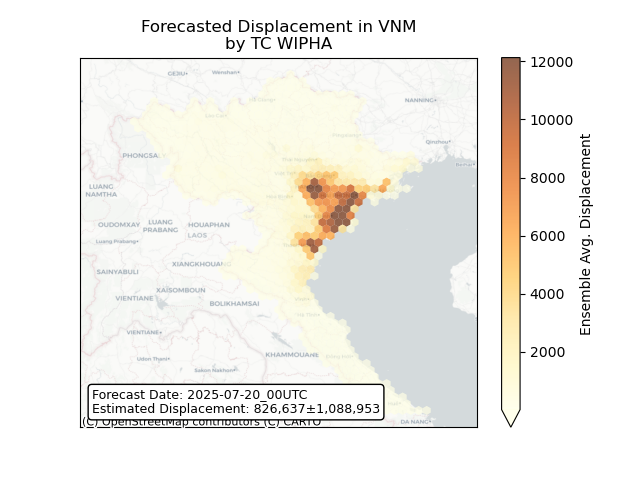 Forecasted Displacement in VNM
by TC WIPHA
GEJIU•
Wenshan•
NANNING•
Qinzhou•
PHONGSA
LUANG
NAMTHA
OUDOMXAY
LUANG
PRABANG
HOUAPHAN
LAOS
Luang Prabang•
XIANGKHOUANG
SAINYABULI
XAISOMBOUN
VIENTIANE
BOLIKHAMSAI
VIENTIANE•
KHAMMOUANE
Udon Thani•
Sakon Nakhon•
DA NANG•
Forecast Date: 2025-07-20_00UTC
Estimated Displacement: 826,637±1,088,953
(C) OpenStreetMap contributors (C) CARTO
12000
10000
8000
6000
4000
2000
Ensemble Avg. Displacement